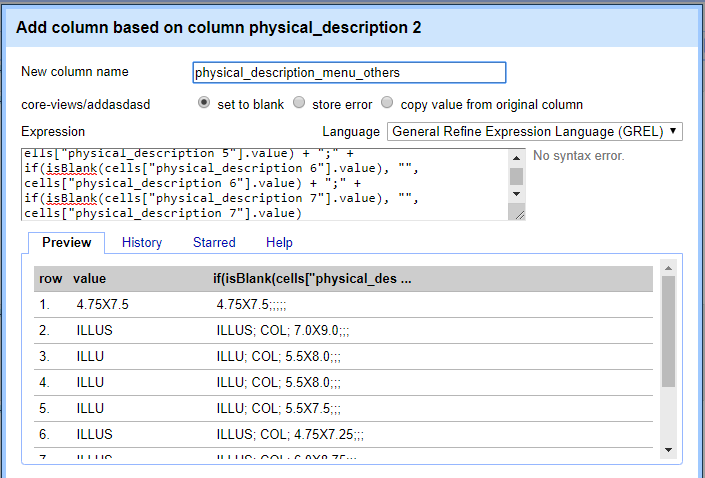 Add column based on column physical_description 2
New column name physical_description_menu_others
core-views/addasdasd set to blank store error copy value from original column
Expression Language General Refine Expression Language (GREL)
ells["physical_description 5"].value) + ";" +
if(isBlank(cells["physical_description 6"].value), "",
cells["physical_description 6"].value) + ";" +
if(isBlank(cells["physical_description 7"].value), "",
cells["physical_description 7"].value)
No syntax error.
Preview History Starred Help
row value if(isBlank(cells["physical_des ...
1. 4.75X7.5 4.75X7.5;;;;;
2. ILLUS ILLUS; COL; 7.0X9.0;;;
3. ILLU ILLU; COL; 5.5X8.0;;;
4. ILLU ILLU; COL; 5.5X8.0;;;
5. ILLU ILLU; COL; 5.5X7.5;;;
6. ILLUS ILLUS; COL; 4.75X7.25;;;
7. ILLUS ILLUS; COL; 6.0X8.75;;;